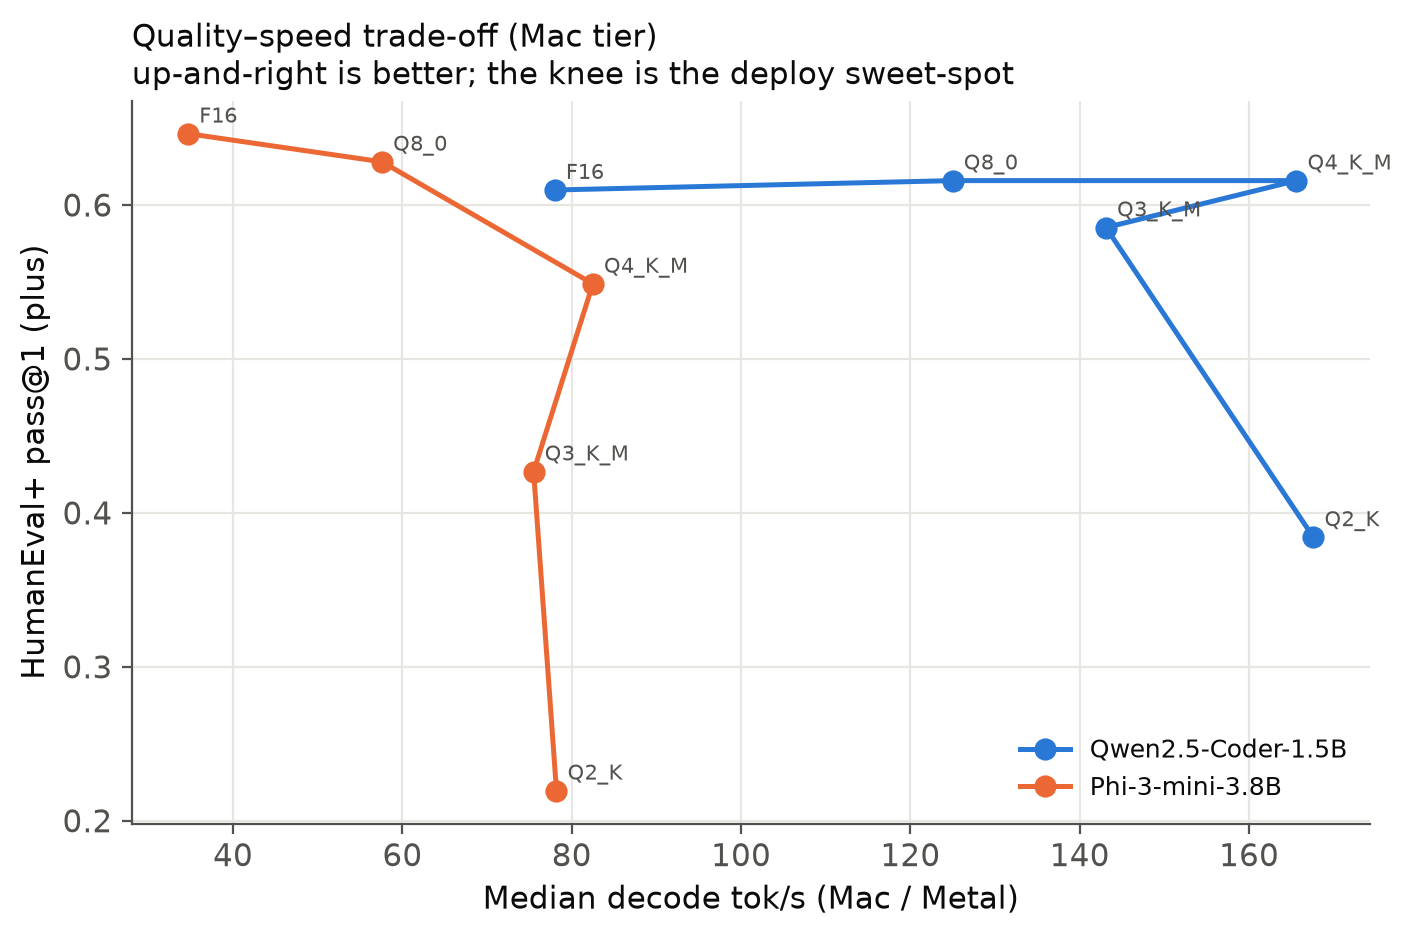 Quality–speed trade-off (Mac tier)
up-and-right is better; the knee is the deploy sweet-spot
F16
Q8_0
F16
Q8_0
Q4_K_M
Q3_K_M
Q4_K_M
Q3_K_M
Q2_K
Q2_K
0.6
0.5
0.4
0.3
0.2
HumanEval+ pass@1 (plus)
Qwen2.5-Coder-1.5B
Phi-3-mini-3.8B
40 60 80 100 120 140 160
Median decode tok/s (Mac / Metal)